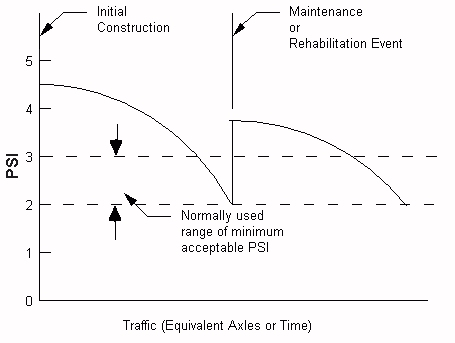 Initial
Construction
Maintenance
or
Rehabilitation Event
5
4
3
2
1
0
PSI
Normally used
range of minimum
acceptable PSI
Traffic (Equivalent Axles or Time)